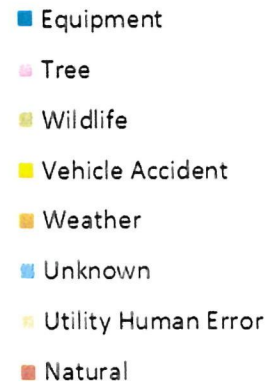 Equipment
Tree
Wildlife
Vehicle Accident
Weather
Unknown
Utility Human Error
Natural